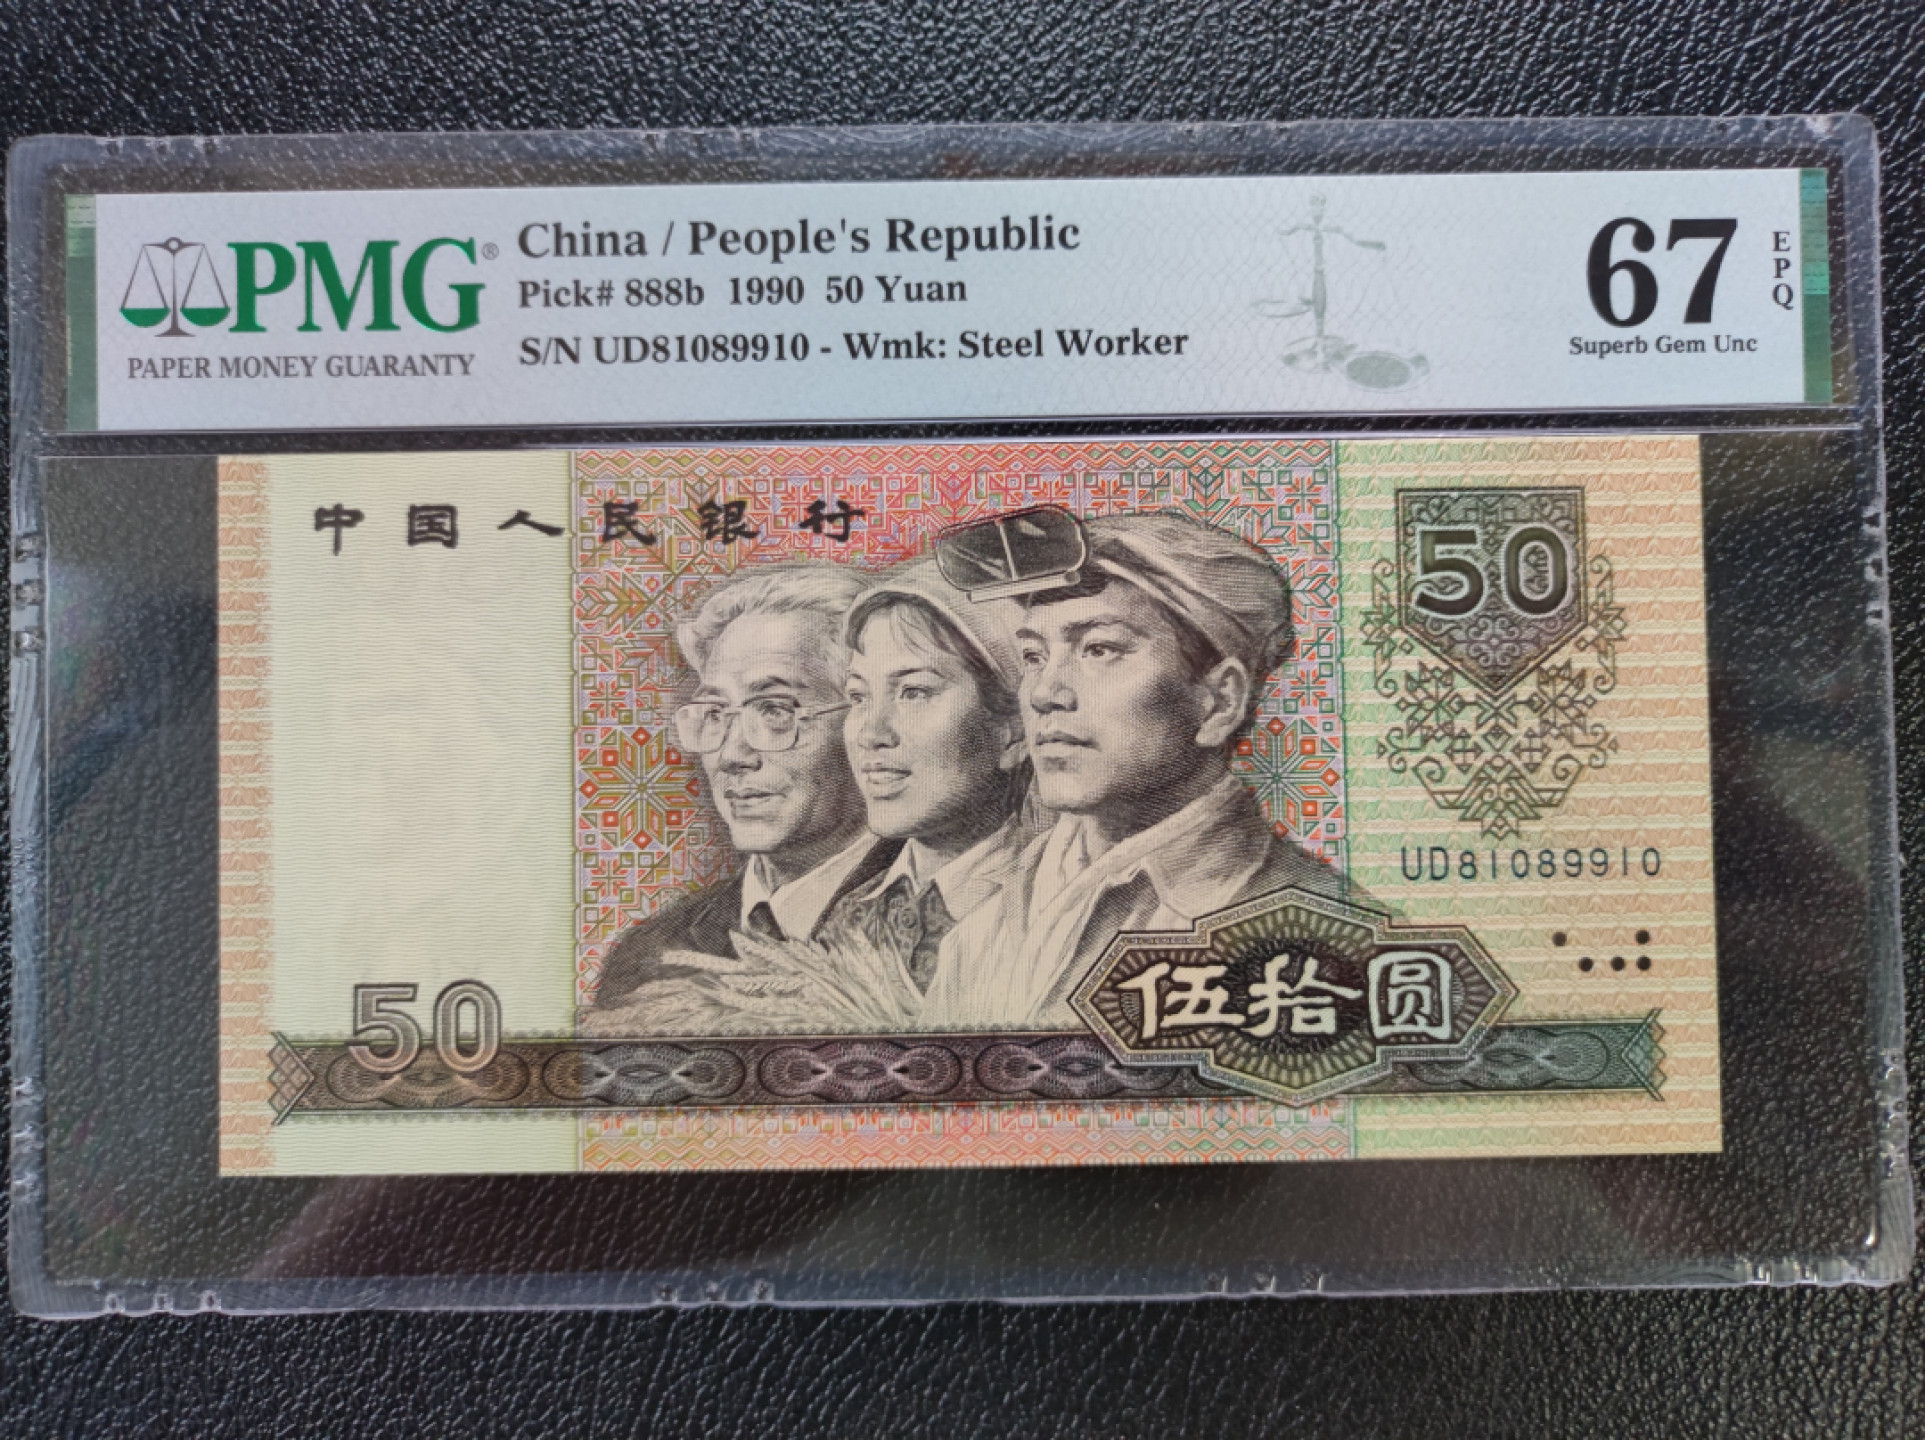 PMG®
PAPER MONEY GUARANTY
China / People's Republic
Pick# 888b 1990 50 Yuan
S/N UD81089910 - Wmk: Steel Worker
67
EPQ
Superb Gem Unc
中国人民银行
50
UD81089910
50
伍拾圆